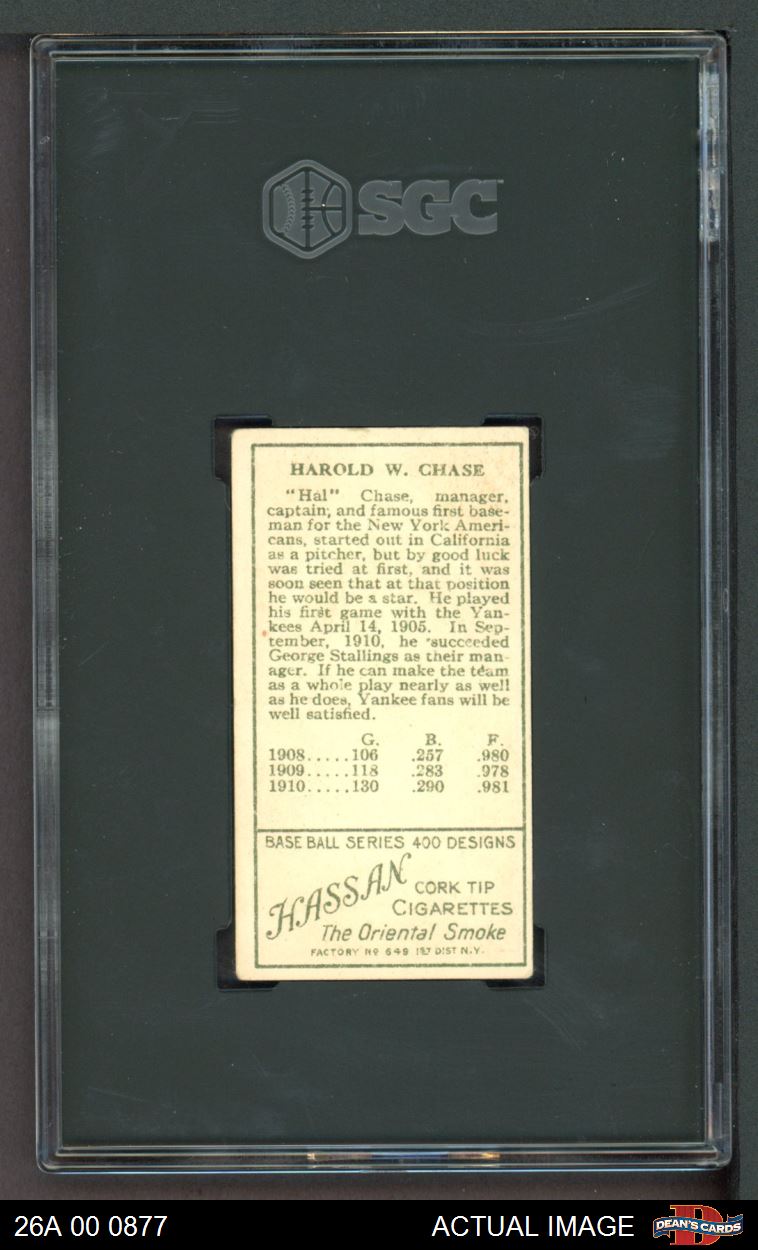 SGC
HAROLD W. CHASE
"Hal" Chase, manager,
captain, and famous first base-
man for the New York Ameri-
cans, started out in California
as a pitcher, but by good luck
was tried at first, and it was
soon seen that at that position
he would be a star. He played
his first game with the Yan-
kees April 14, 1905. In Sep-
tember, 1910, he succeeded
George Stallings as their man-
ager. If he can make the team
as a whole play nearly as well
as he does, Yankee fans will be
well satisfied.
G. B. F.
1908.....106 .257 .980
1909.....118 .283 .978
1910.....130 .290 .981
BASE BALL SERIES 400 DESIGNS
HASSAN
CORK TIP
CIGARETTES
The Oriental Smoke
FACTORY No 649 1ST DIST N.Y.
26A 00 0877 ACTUAL IMAGE DEAN'S CARDS